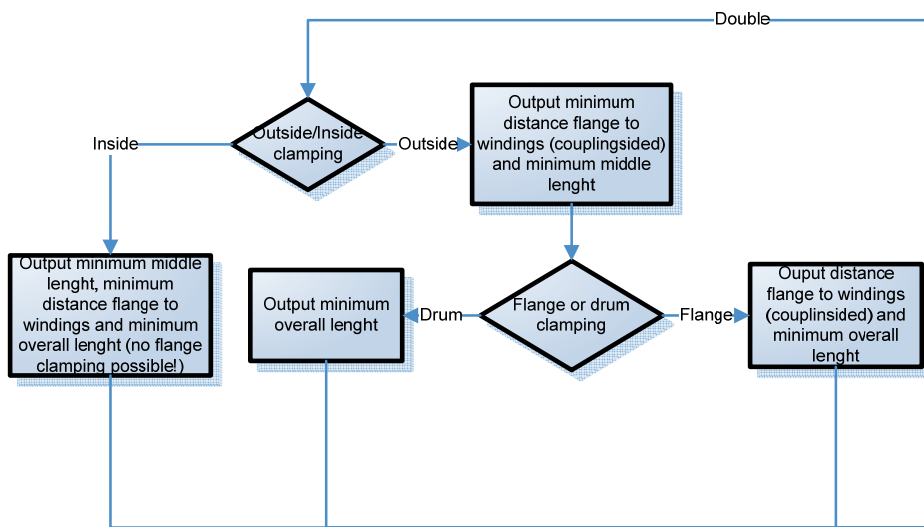 Double
Outside/Inside
clamping
Inside
Outside
Output minimum
distance flange to
windings (couplingsided)
and minimum middle
lenght
Output minimum middle
lenght, minimum
distance flange to
windings and minimum
overall lenght (no flange
clamping possible!)
Output minimum
overall lenght
Drum
Flange or drum
clamping
Flange
Ouput distance
flange to windings
(couplinsided) and
minimum overall
lenght